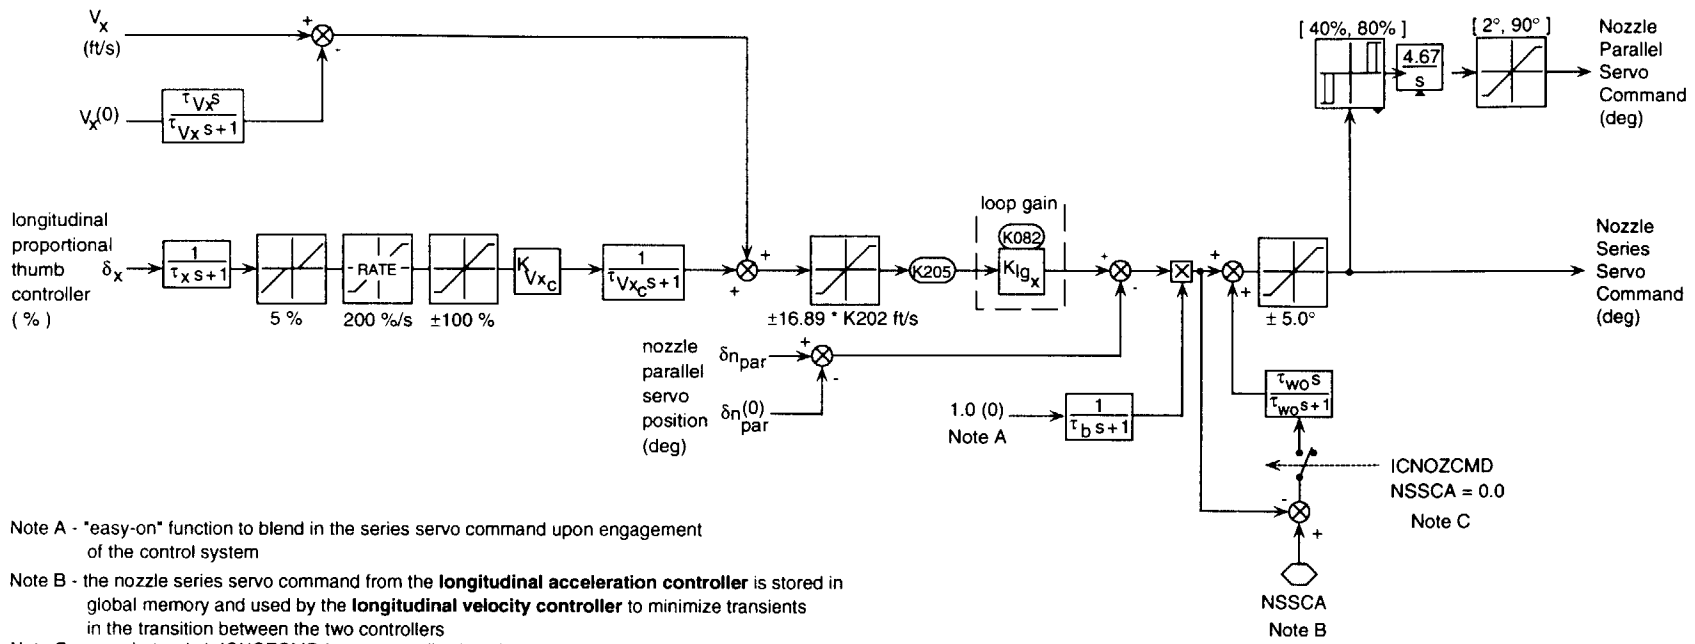 V_x
(ft/s)
V_x(0)
τ_Vx s
τ_Vx s + 1
[ 40%, 80% ]
4.67
s
[ 2°, 90° ]
Nozzle
Parallel
Servo
Command
(deg)
longitudinal
proportional
thumb
controller
( % )
δ_x
1
τ_x s + 1
5 %
RATE
200 %/s
±100 %
K_Vx_c
1
τ_Vx_c s + 1
±16.89 * K202 ft/s
K205
loop gain
K082
K_lg_x
± 5.0°
Nozzle
Series
Servo
Command
(deg)
nozzle
parallel
servo
position
(deg)
δn_par
δn_par(0)
1.0 (0)
Note A
1
τ_b s + 1
τ_wo s
τ_wo s + 1
ICNOZCMD
NSSCA = 0.0
Note C
NSSCA
Note B
Note A - "easy-on" function to blend in the series servo command upon engagement
of the control system
Note B - the nozzle series servo command from the longitudinal acceleration controller is stored in
global memory and used by the longitudinal velocity controller to minimize transients
in the transition between the two controllers